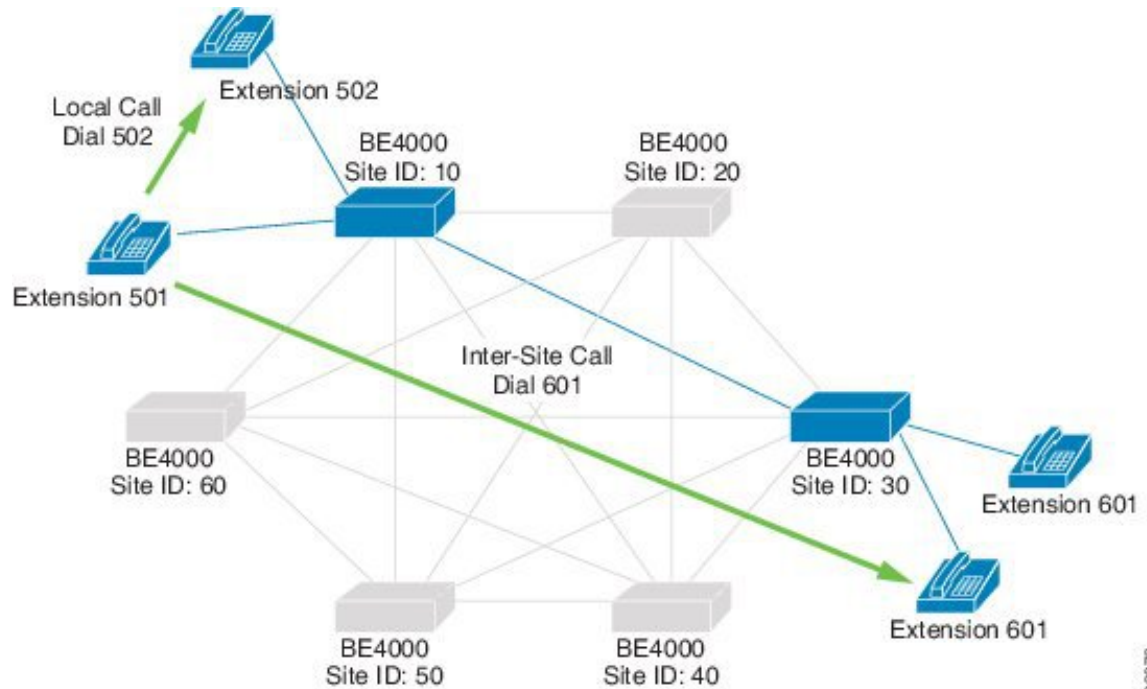 Extension 502
Local Call
Dial 502
BE4000
Site ID: 10
BE4000
Site ID: 20
Extension 501
Inter-Site Call
Dial 601
BE4000
Site ID: 60
BE4000
Site ID: 30
Extension 601
Extension 601
BE4000
Site ID: 50
BE4000
Site ID: 40